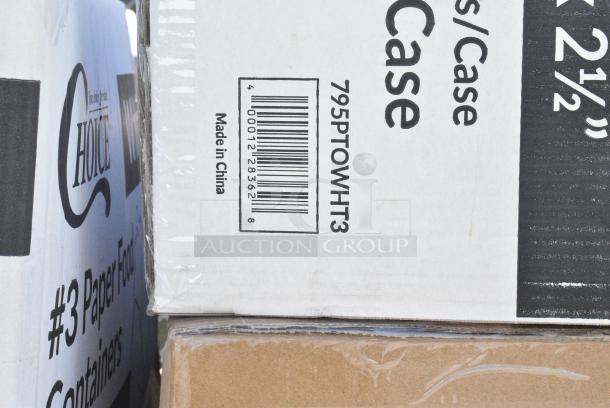 CHOICE
#3 Paper Food
Containers
x 2½"
s/Case
Case
795PTOWHT3
4 00012 28362 8
Made in China
AUCTION GROUP